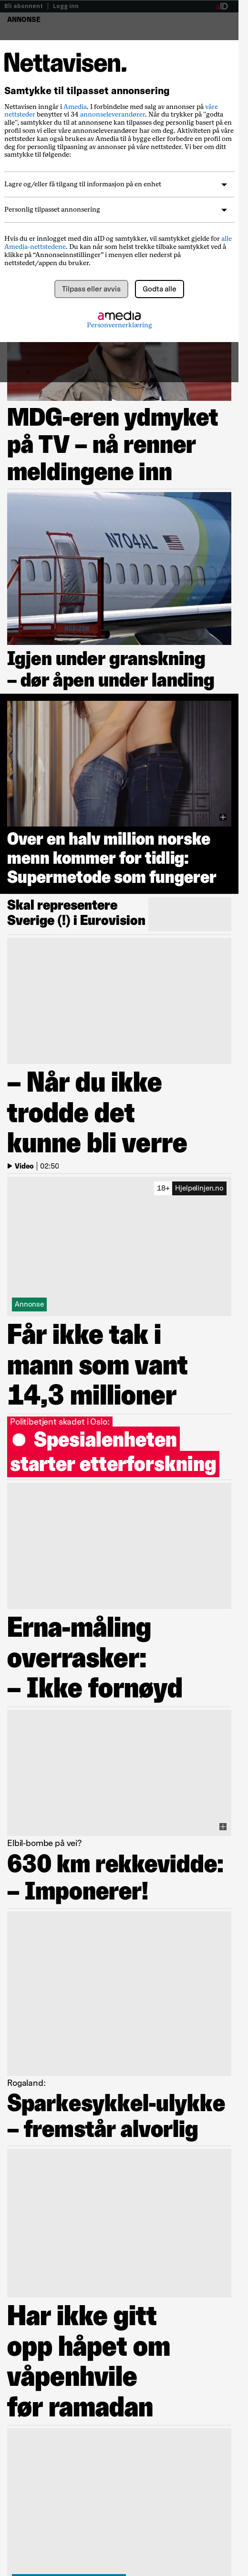 Bli abonnent | Logg inn
aID
ANNONSE
Nettavisen.
Samtykke til tilpasset annonsering
Nettavisen inngår i Amedia. I forbindelse med salg av annonser på våre
nettsteder benytter vi 34 annonseleverandører. Når du trykker på "godta
alle", samtykker du til at annonsene kan tilpasses deg personlig basert på en
profil som vi eller våre annonseleverandører har om deg. Aktiviteten på våre
nettsteder kan også brukes av Amedia til å bygge eller forbedre en profil om
deg for personlig tilpasning av annonser på våre nettsteder. Vi ber om ditt
samtykke til følgende:
Lagre og/eller få tilgang til informasjon på en enhet
Personlig tilpasset annonsering
Hvis du er innlogget med din aID og samtykker, vil samtykket gjelde for alle
Amedia-nettstedene. Du kan når som helst trekke tilbake samtykket ved å
klikke på “Annonseinnstillinger” i menyen eller nederst på
nettstedet/appen du bruker.
Tilpass eller avvis
Godta alle
amedia
Personvernerklæring
MDG-eren ydmyket
på TV – nå renner
meldingene inn
N704AL
Igjen under granskning
– dør åpen under landing
Over en halv million norske
menn kommer for tidlig:
Supermetode som fungerer
Skal representere
Sverige (!) i Eurovision
– Når du ikke
trodde det
kunne bli verre
Video | 02:50
18+ Hjelpelinjen.no
Annonse
Får ikke tak i
mann som vant
14,3 millioner
Politibetjent skadet i Oslo:
Spesialenheten
starter etterforskning
Erna-måling
overrasker:
– Ikke fornøyd
Elbil-bombe på vei?
630 km rekkevidde:
– Imponerer!
Rogaland:
Sparkesykkel-ulykke
– fremstår alvorlig
Har ikke gitt
opp håpet om
våpenhvile
før ramadan